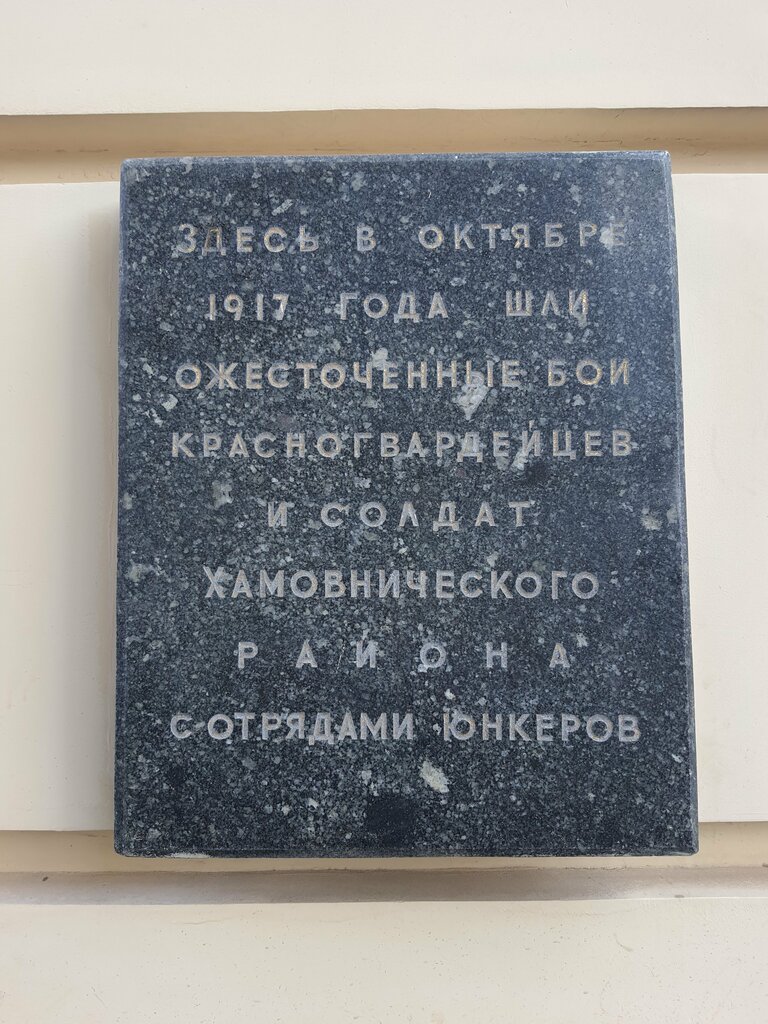 ЗДЕСЬ В ОКТЯБРЕ
1917 ГОДА ШЛИ
ОЖЕСТОЧЕННЫЕ БОИ
КРАСНОГВАРДЕЙЦЕВ
И СОЛДАТ
ХАМОВНИЧЕСКОГО
РАЙОНА
С ОТРЯДАМИ ЮНКЕРОВ